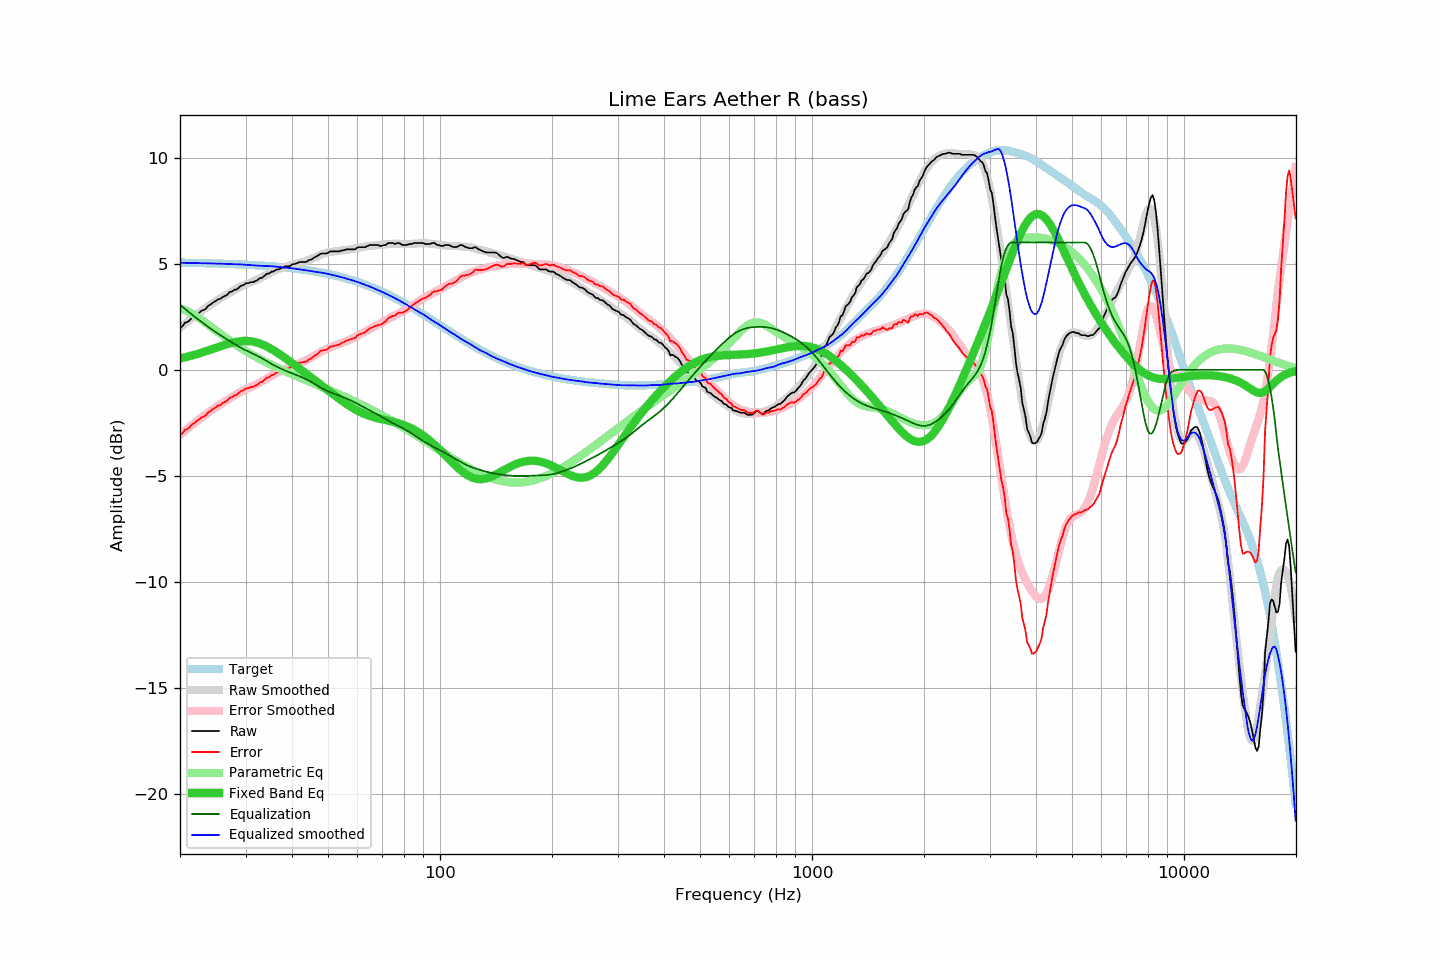 Lime Ears Aether R (bass)
10
5
0
−5
−10
−15
−20
Amplitude (dBr)
Target
Raw Smoothed
Error Smoothed
Raw
Error
Parametric Eq
Fixed Band Eq
Equalization
Equalized smoothed
100
1000
10000
Frequency (Hz)